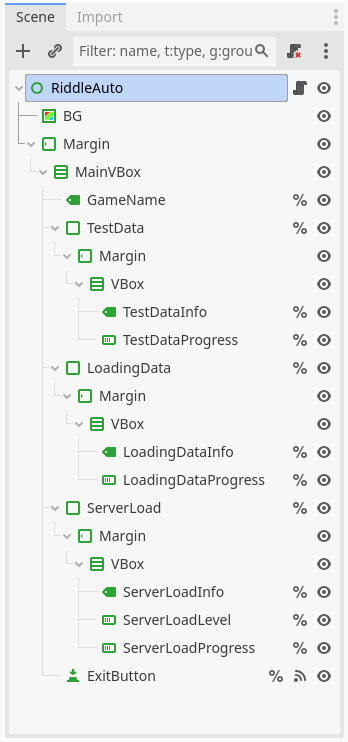 Scene
Import
Filter: name, t:type, g:grou
RiddleAuto
BG
Margin
MainVBox
GameName %
TestData %
Margin
VBox
TestDataInfo %
TestDataProgress %
LoadingData %
Margin
VBox
LoadingDataInfo %
LoadingDataProgress %
ServerLoad %
Margin
VBox
ServerLoadInfo %
ServerLoadLevel %
ServerLoadProgress %
ExitButton %